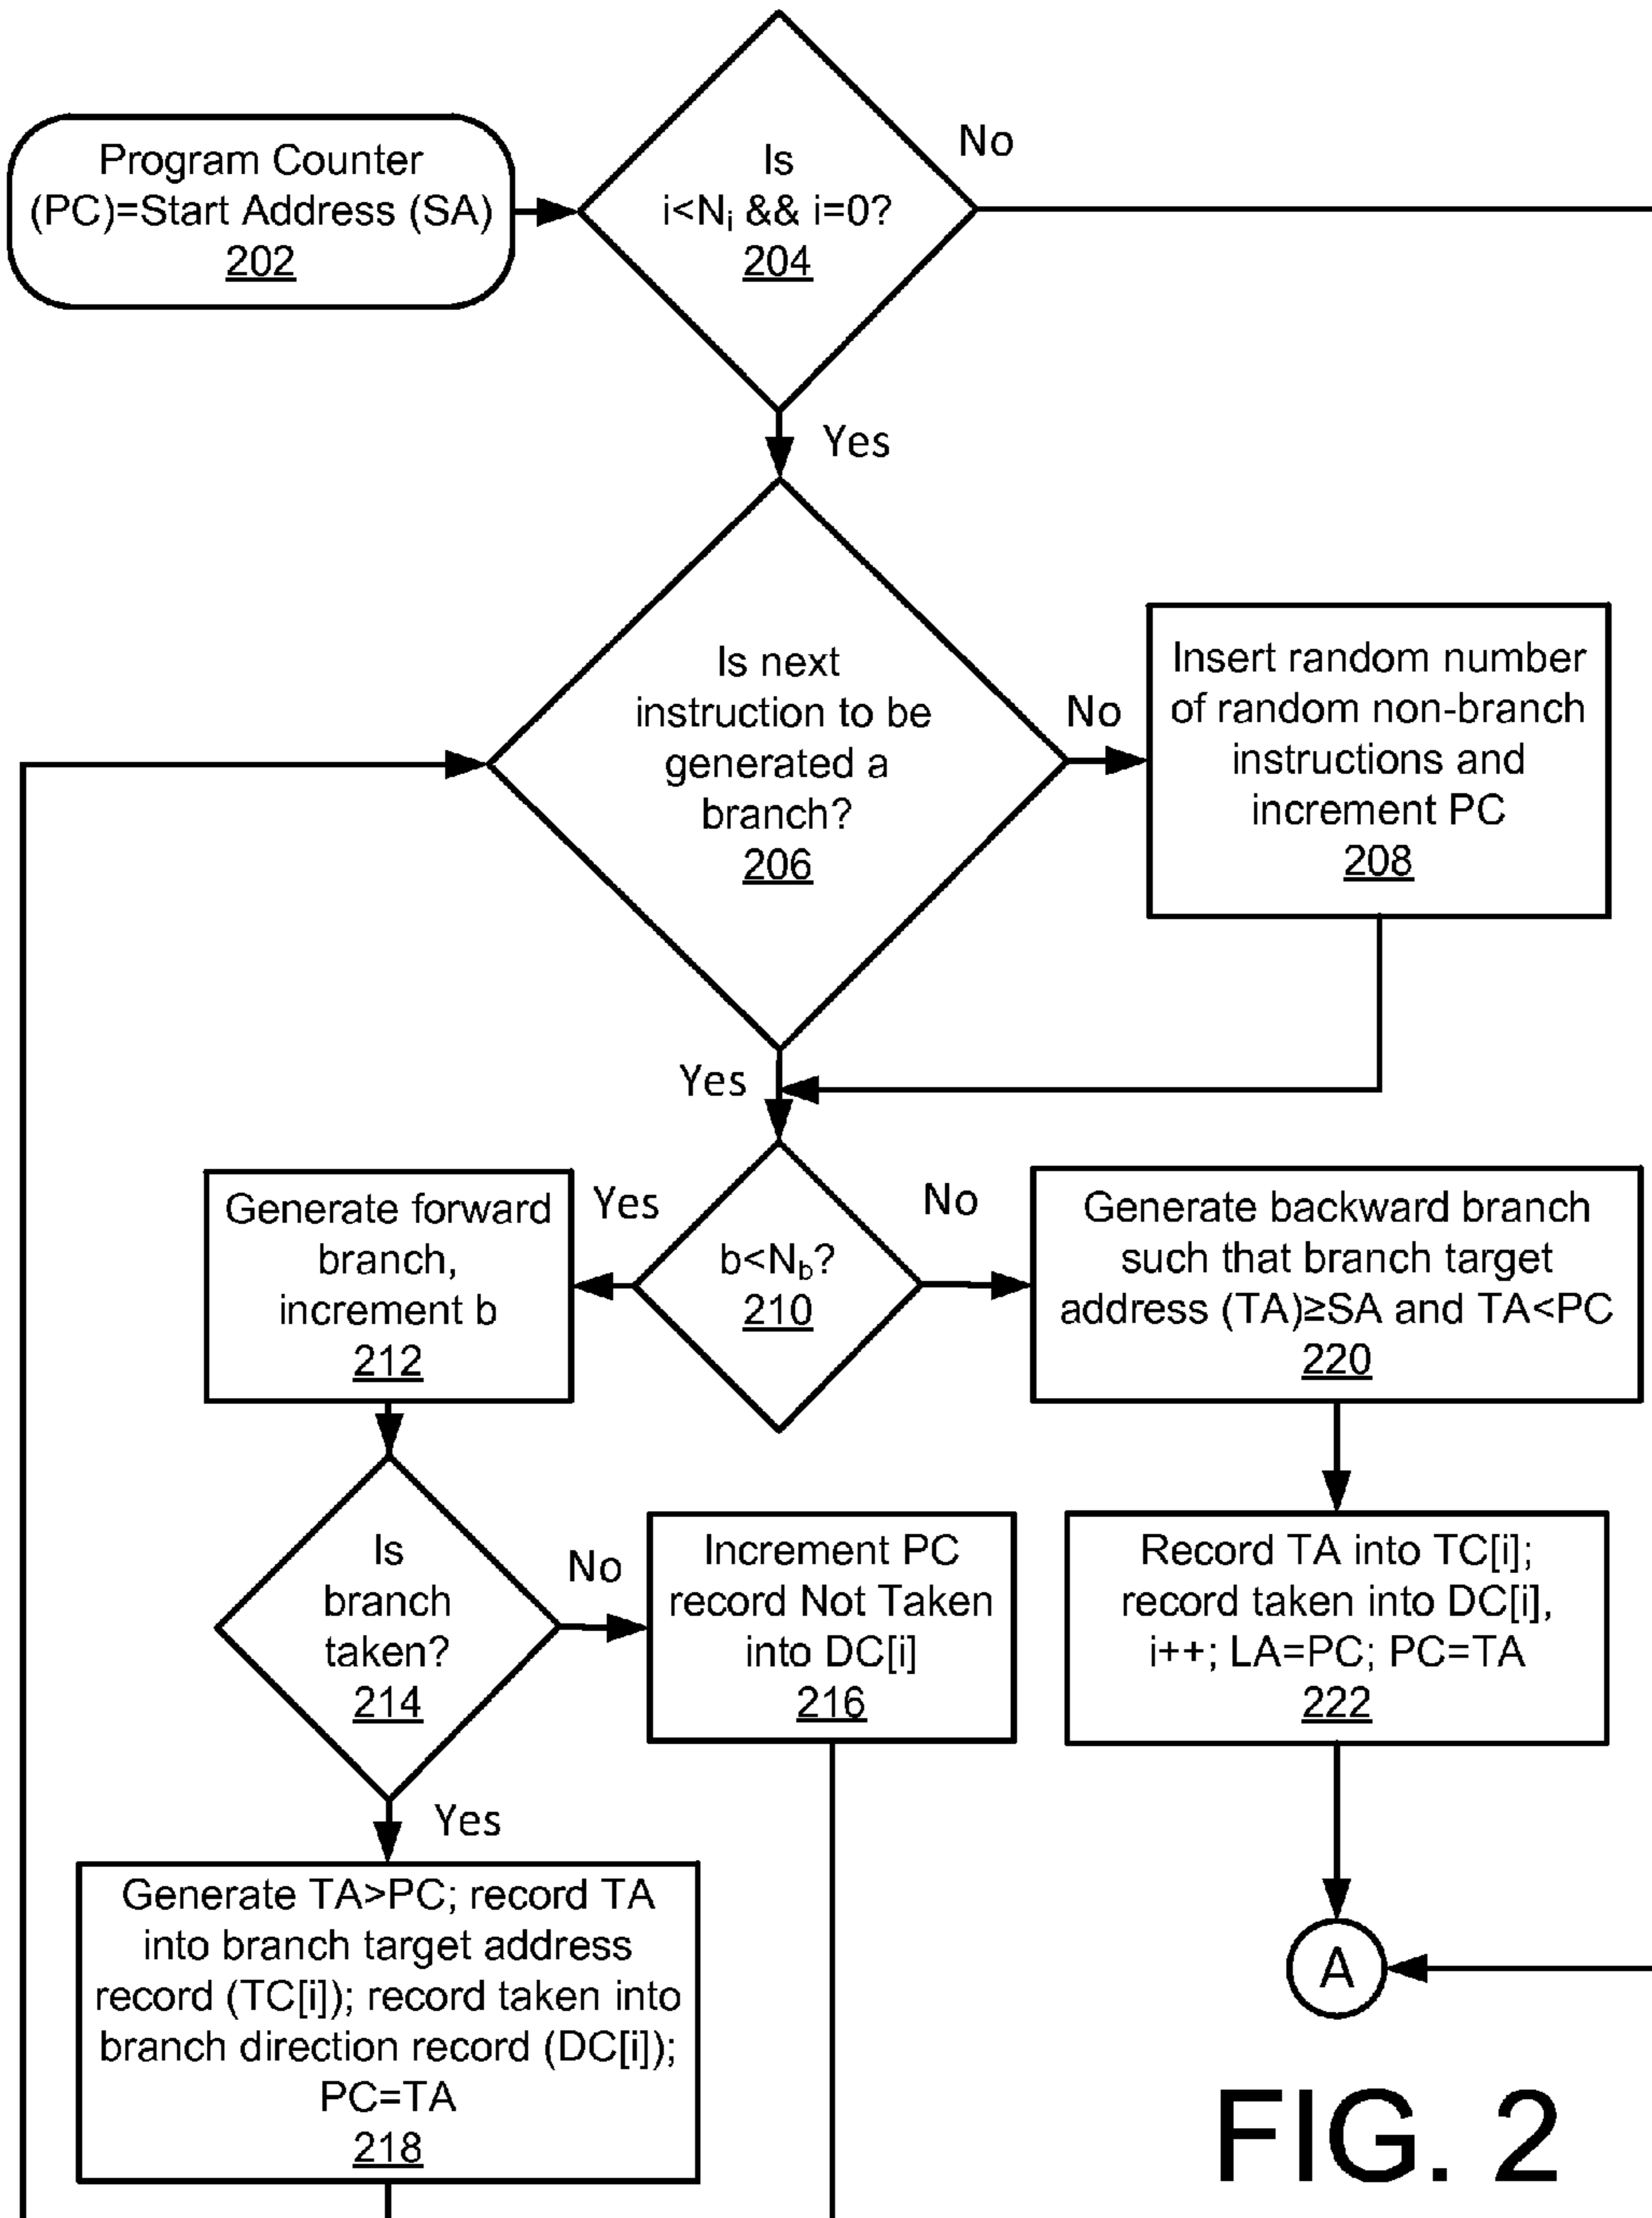 Program Counter
(PC)=Start Address (SA)
202
Is
i<Nᵢ && i=0?
204
No
Yes
Is next
instruction to be
generated a
branch?
206
No
Insert random number
of random non-branch
instructions and
increment PC
208
Yes
Generate forward
branch,
increment b
212
Yes
b<N_b?
210
No
Generate backward branch
such that branch target
address (TA)≥SA and TA<PC
220
Is
branch
taken?
214
No
Increment PC
record Not Taken
into DC[i]
216
Record TA into TC[i];
record taken into DC[i],
i++; LA=PC; PC=TA
222
Yes
Generate TA>PC; record TA
into branch target address
record (TC[i]); record taken into
branch direction record (DC[i]);
PC=TA
218
A
FIG. 2